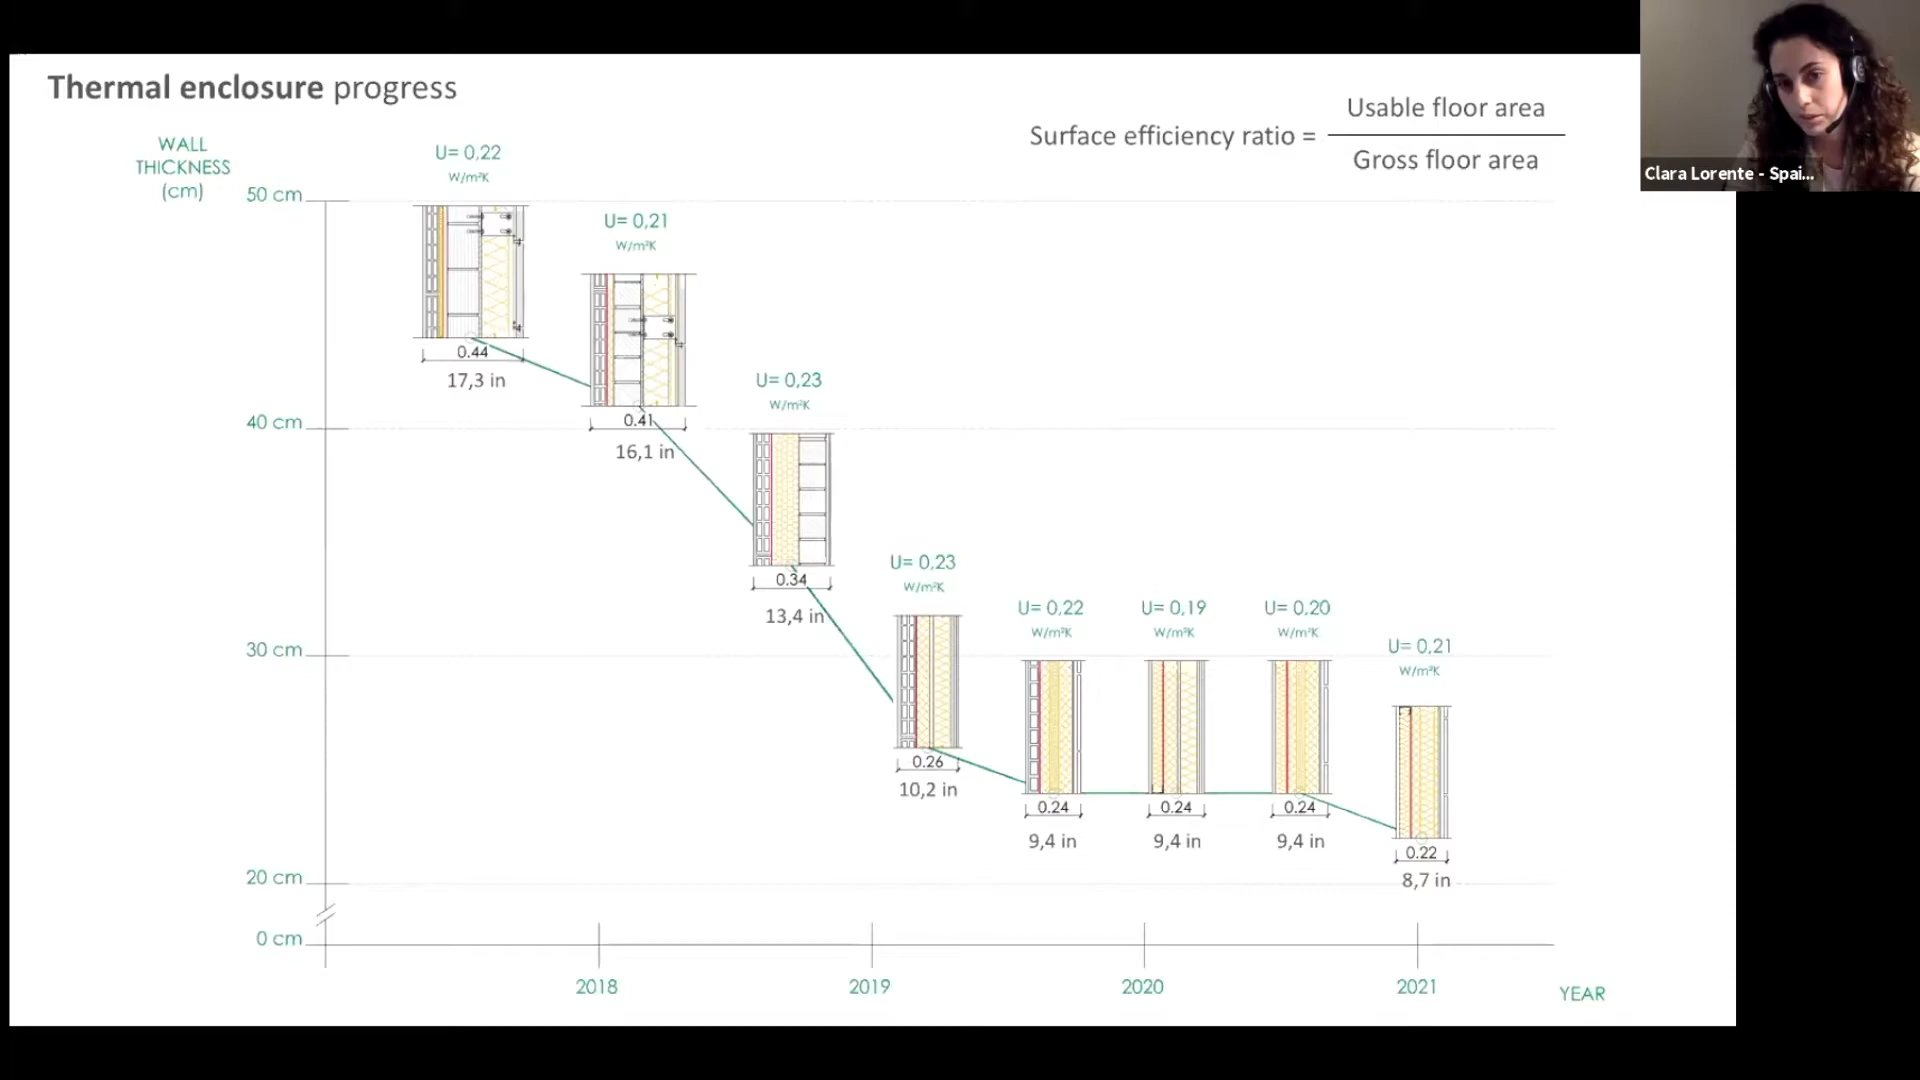 Thermal enclosure progress
Surface efficiency ratio =
Usable floor area
Gross floor area
Clara Lorente - Spai...
WALL
THICKNESS
(cm)
50 cm
40 cm
30 cm
20 cm
0 cm
U= 0,22
W/m²K
0.44
17,3 in
U= 0,21
W/m²K
0.41
16,1 in
U= 0,23
W/m²K
0.34
13,4 in
U= 0,23
W/m²K
0.26
10,2 in
U= 0,22
W/m²K
0.24
9,4 in
U= 0,19
W/m²K
0.24
9,4 in
U= 0,20
W/m²K
0.24
9,4 in
U= 0,21
W/m²K
0.22
8,7 in
2018
2019
2020
2021
YEAR